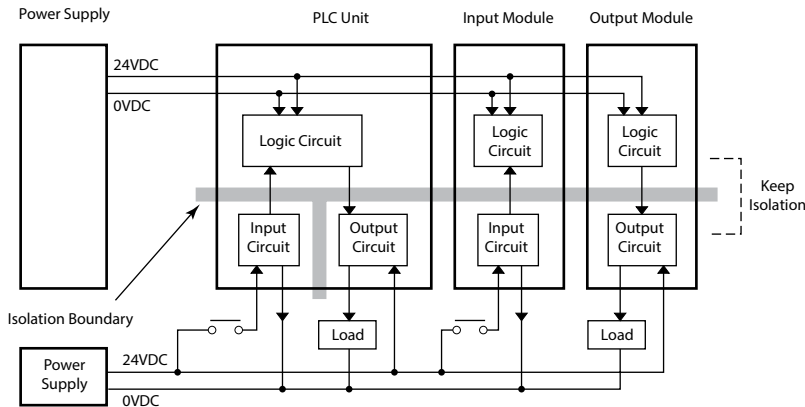 Power Supply
PLC Unit
Input Module
Output Module
24VDC
0VDC
Logic Circuit
Logic
Circuit
Logic
Circuit
Keep
Isolation
Input
Circuit
Output
Circuit
Input
Circuit
Output
Circuit
Isolation Boundary
Load
Load
Power
Supply
24VDC
0VDC